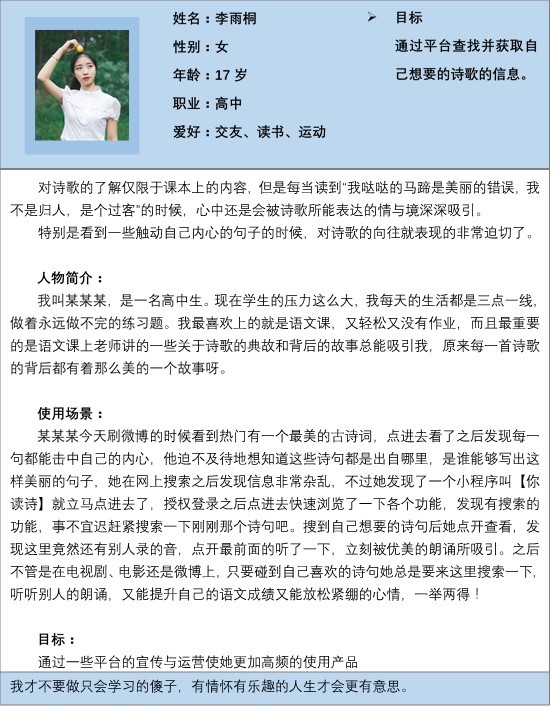 姓名：李雨桐
性别：女
年龄：17 岁
职业：高中
爱好：交友、读书、运动
➢ 目标
通过平台查找并获取自
己想要的诗歌的信息。
对诗歌的了解仅限于课本上的内容，但是每当读到“我哒哒的马蹄是美丽的错误，我
不是归人，是个过客”的时候，心中还是会被诗歌所能表达的情与境深深吸引。
特别是看到一些触动自己内心的句子的时候，对诗歌的向往就表现的非常迫切了。
人物简介：
我叫某某某，是一名高中生。现在学生的压力这么大，我每天的生活都是三点一线，
做着永远做不完的练习题。我最喜欢上的就是语文课，又轻松又没有作业，而且最重要
的是语文课上老师讲的一些关于诗歌的典故和背后的故事总能吸引我，原来每一首诗歌
的背后都有着那么美的一个故事呀。
使用场景：
某某某今天刷微博的时候看到热门有一个最美的古诗词，点进去看了之后发现每一
句都能击中自己的内心，他迫不及待地想知道这些诗句都是出自哪里，是谁能够写出这
样美丽的句子，她在网上搜索之后发现信息非常杂乱，不过她发现了一个小程序叫【你
读诗】就立马点进去了，授权登录之后点进去快速浏览了一下各个功能，发现有搜索的
功能，事不宜迟赶紧搜索一下刚刚那个诗句吧。搜到自己想要的诗句后她点开查看，发
现这里竟然还有别人录的音，点开最前面的听了一下，立刻被优美的朗诵所吸引。之后
不管是在电视剧、电影还是微博上，只要碰到自己喜欢的诗句她总是要来这里搜索一下，
听听别人的朗诵，又能提升自己的语文成绩又能放松紧绷的心情，一举两得！
目标：
通过一些平台的宣传与运营使她更加高频的使用产品
我才不要做只会学习的傻子，有情怀有乐趣的人生才会更有意思。